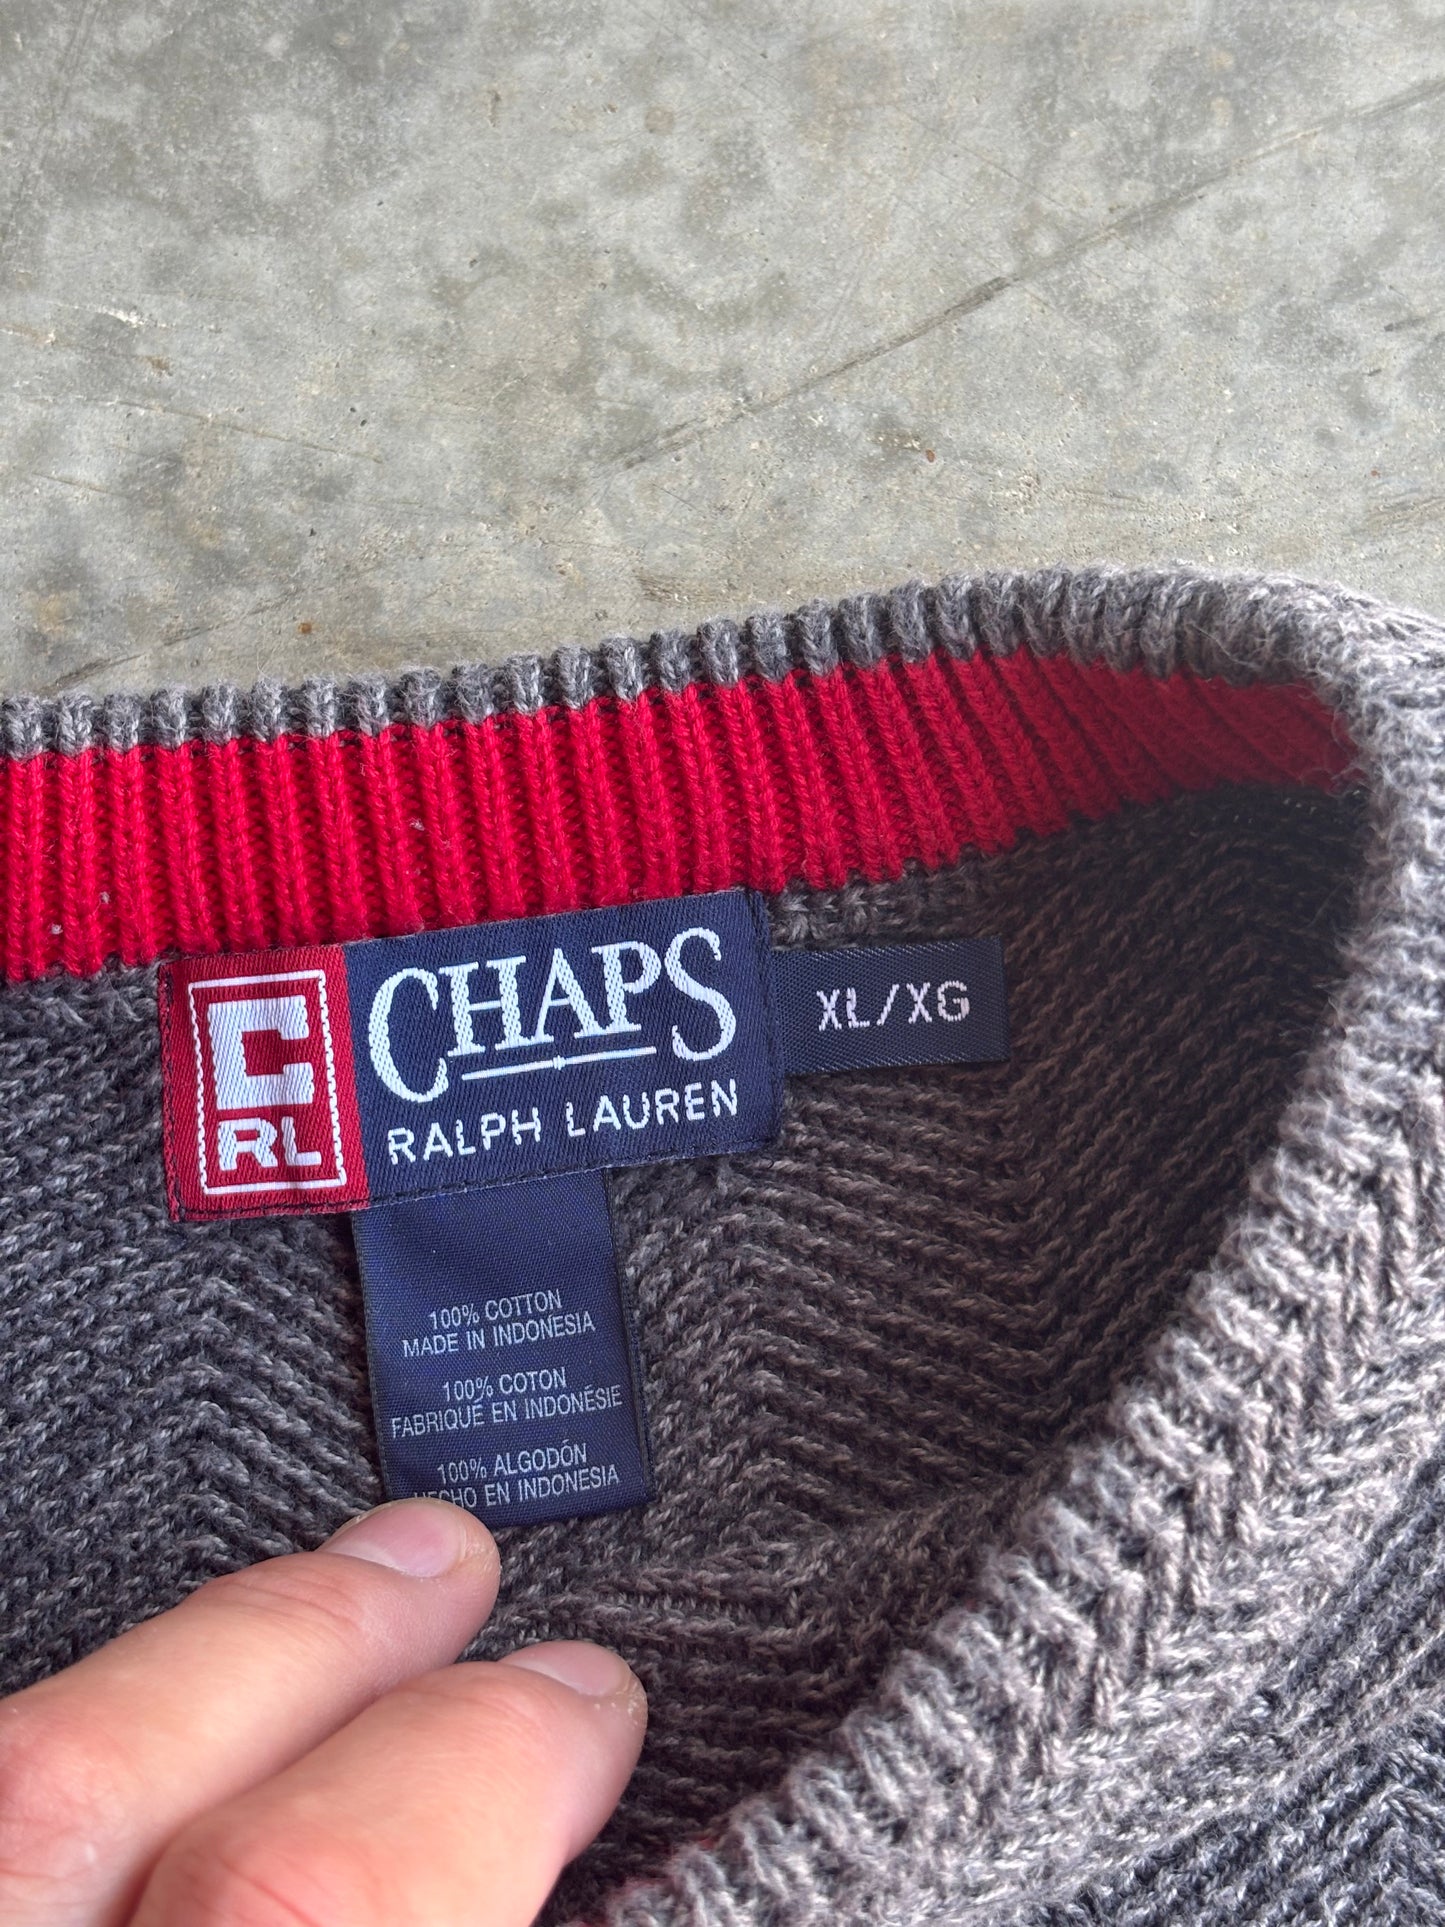 C
RL
CHAPS
RALPH LAUREN
XL/XG
100% COTTON
MADE IN INDONESIA
100% COTON
FABRIQUÉ EN INDONÉSIE
100% ALGODÓN
HECHO EN INDONESIA